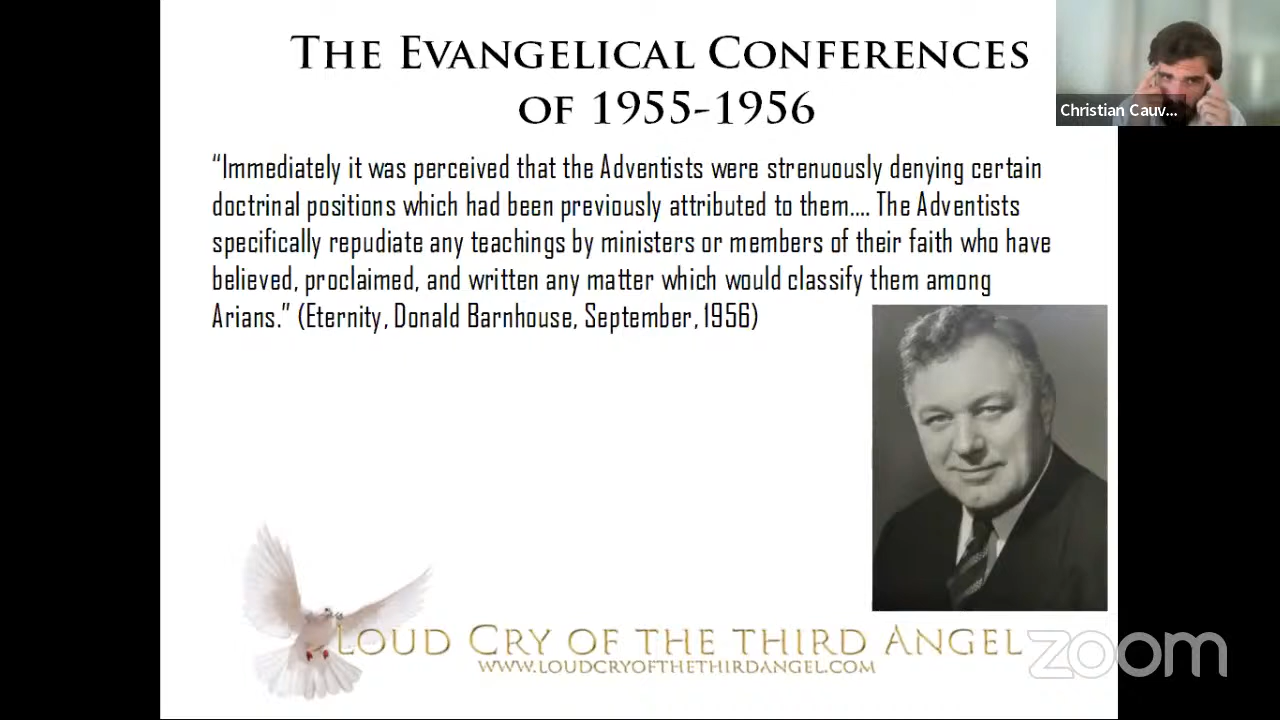 THE EVANGELICAL CONFERENCES
OF 1955-1956
Christian Cauv...
“Immediately it was perceived that the Adventists were strenuously denying certain
doctrinal positions which had been previously attributed to them.... The Adventists
specifically repudiate any teachings by ministers or members of their faith who have
believed, proclaimed, and written any matter which would classify them among
Arians.” (Eternity, Donald Barnhouse, September, 1956)
LOUD CRY OF THE THIRD ANGEL
WWW.LOUDCRYOFTHETHIRDANGEL.COM
zoom